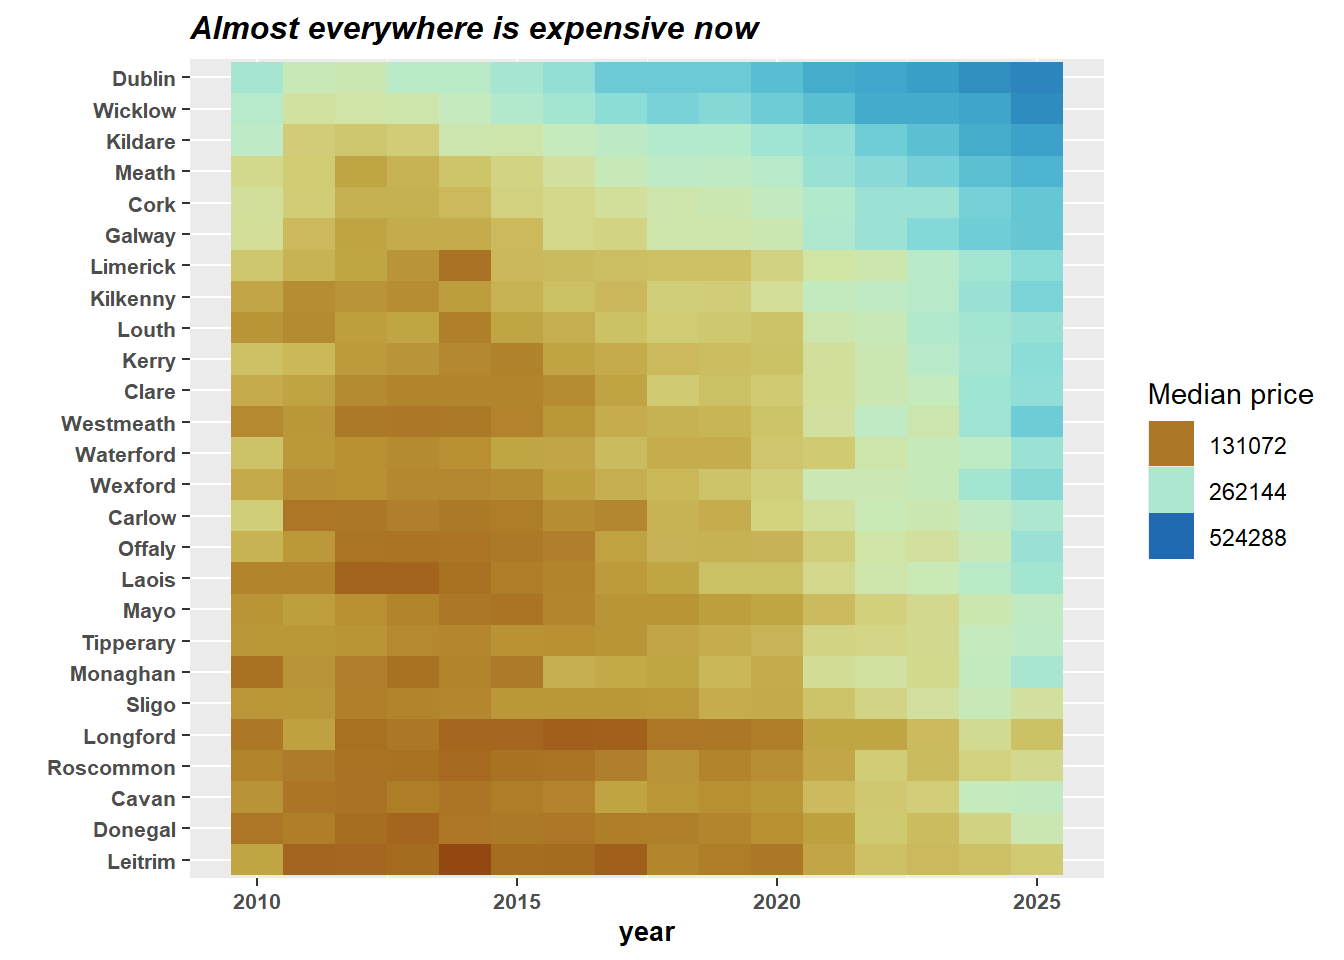 Almost everywhere is expensive now
Dublin
Wicklow
Kildare
Meath
Cork
Galway
Limerick
Kilkenny
Louth
Kerry
Clare
Westmeath
Waterford
Wexford
Carlow
Offaly
Laois
Mayo
Tipperary
Monaghan
Sligo
Longford
Roscommon
Cavan
Donegal
Leitrim
2010 2015 2020 2025
year
Median price
131072
262144
524288